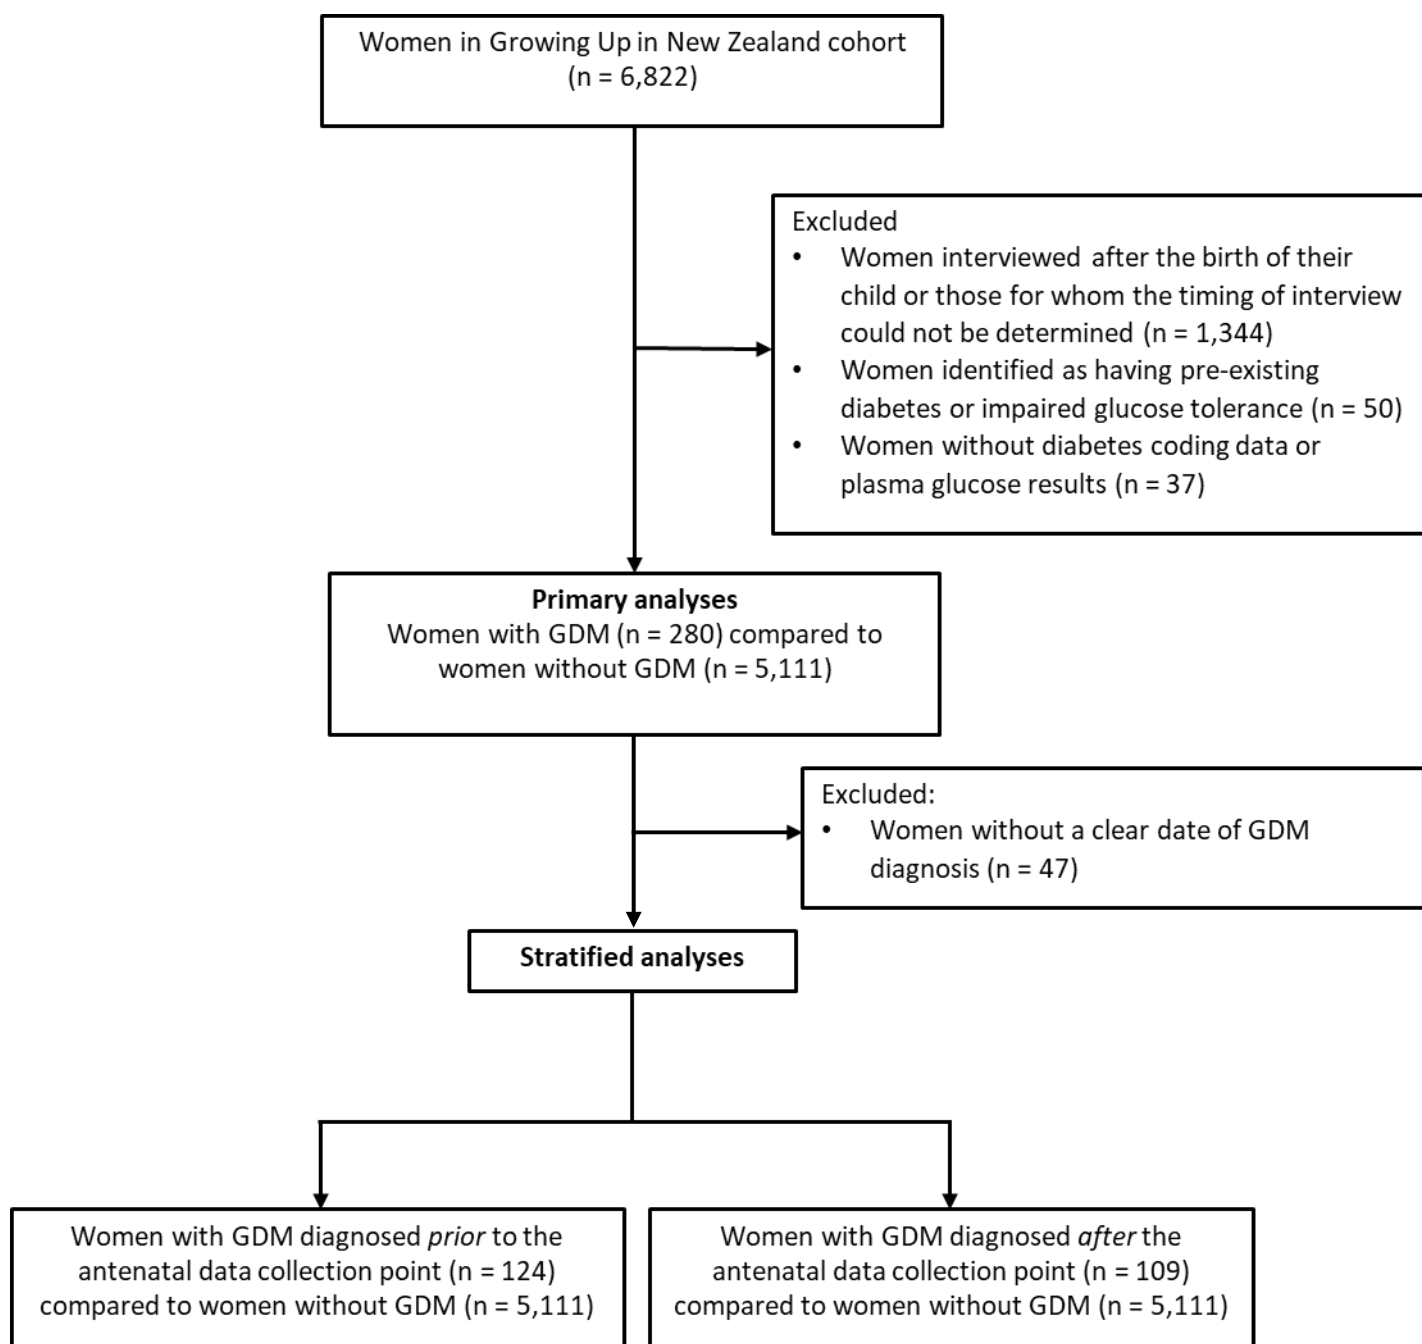 Women in Growing Up in New Zealand cohort
(n = 6,822)
Excluded
• Women interviewed after the birth of their
child or those for whom the timing of interview
could not be determined (n = 1,344)
• Women identified as having pre-existing
diabetes or impaired glucose tolerance (n = 50)
• Women without diabetes coding data or
plasma glucose results (n = 37)
Primary analyses
Women with GDM (n = 280) compared to
women without GDM (n = 5,111)
Excluded:
• Women without a clear date of GDM
diagnosis (n = 47)
Stratified analyses
Women with GDM diagnosed prior to the
antenatal data collection point (n = 124)
compared to women without GDM (n = 5,111)
Women with GDM diagnosed after the
antenatal data collection point (n = 109)
compared to women without GDM (n = 5,111)